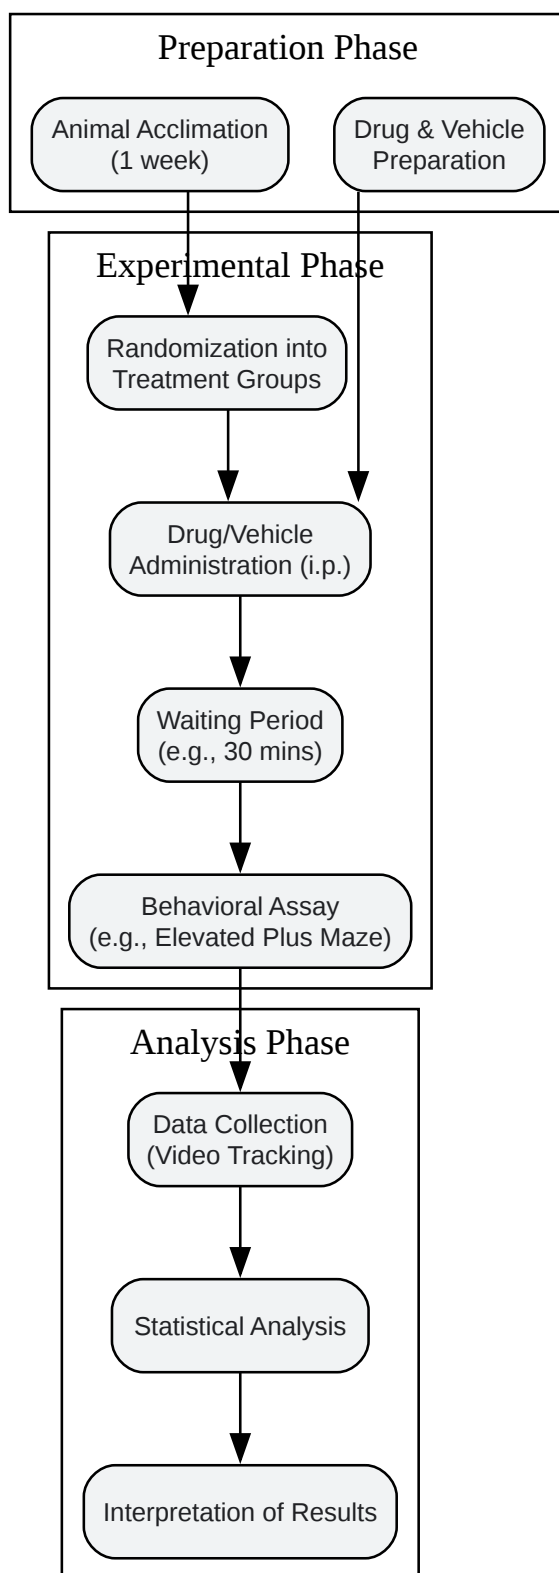 Preparation Phase
Animal Acclimation
(1 week)
Drug & Vehicle
Preparation
Experimental Phase
Randomization into
Treatment Groups
Drug/Vehicle
Administration (i.p.)
Waiting Period
(e.g., 30 mins)
Behavioral Assay
(e.g., Elevated Plus Maze)
Analysis Phase
Data Collection
(Video Tracking)
Statistical Analysis
Interpretation of Results